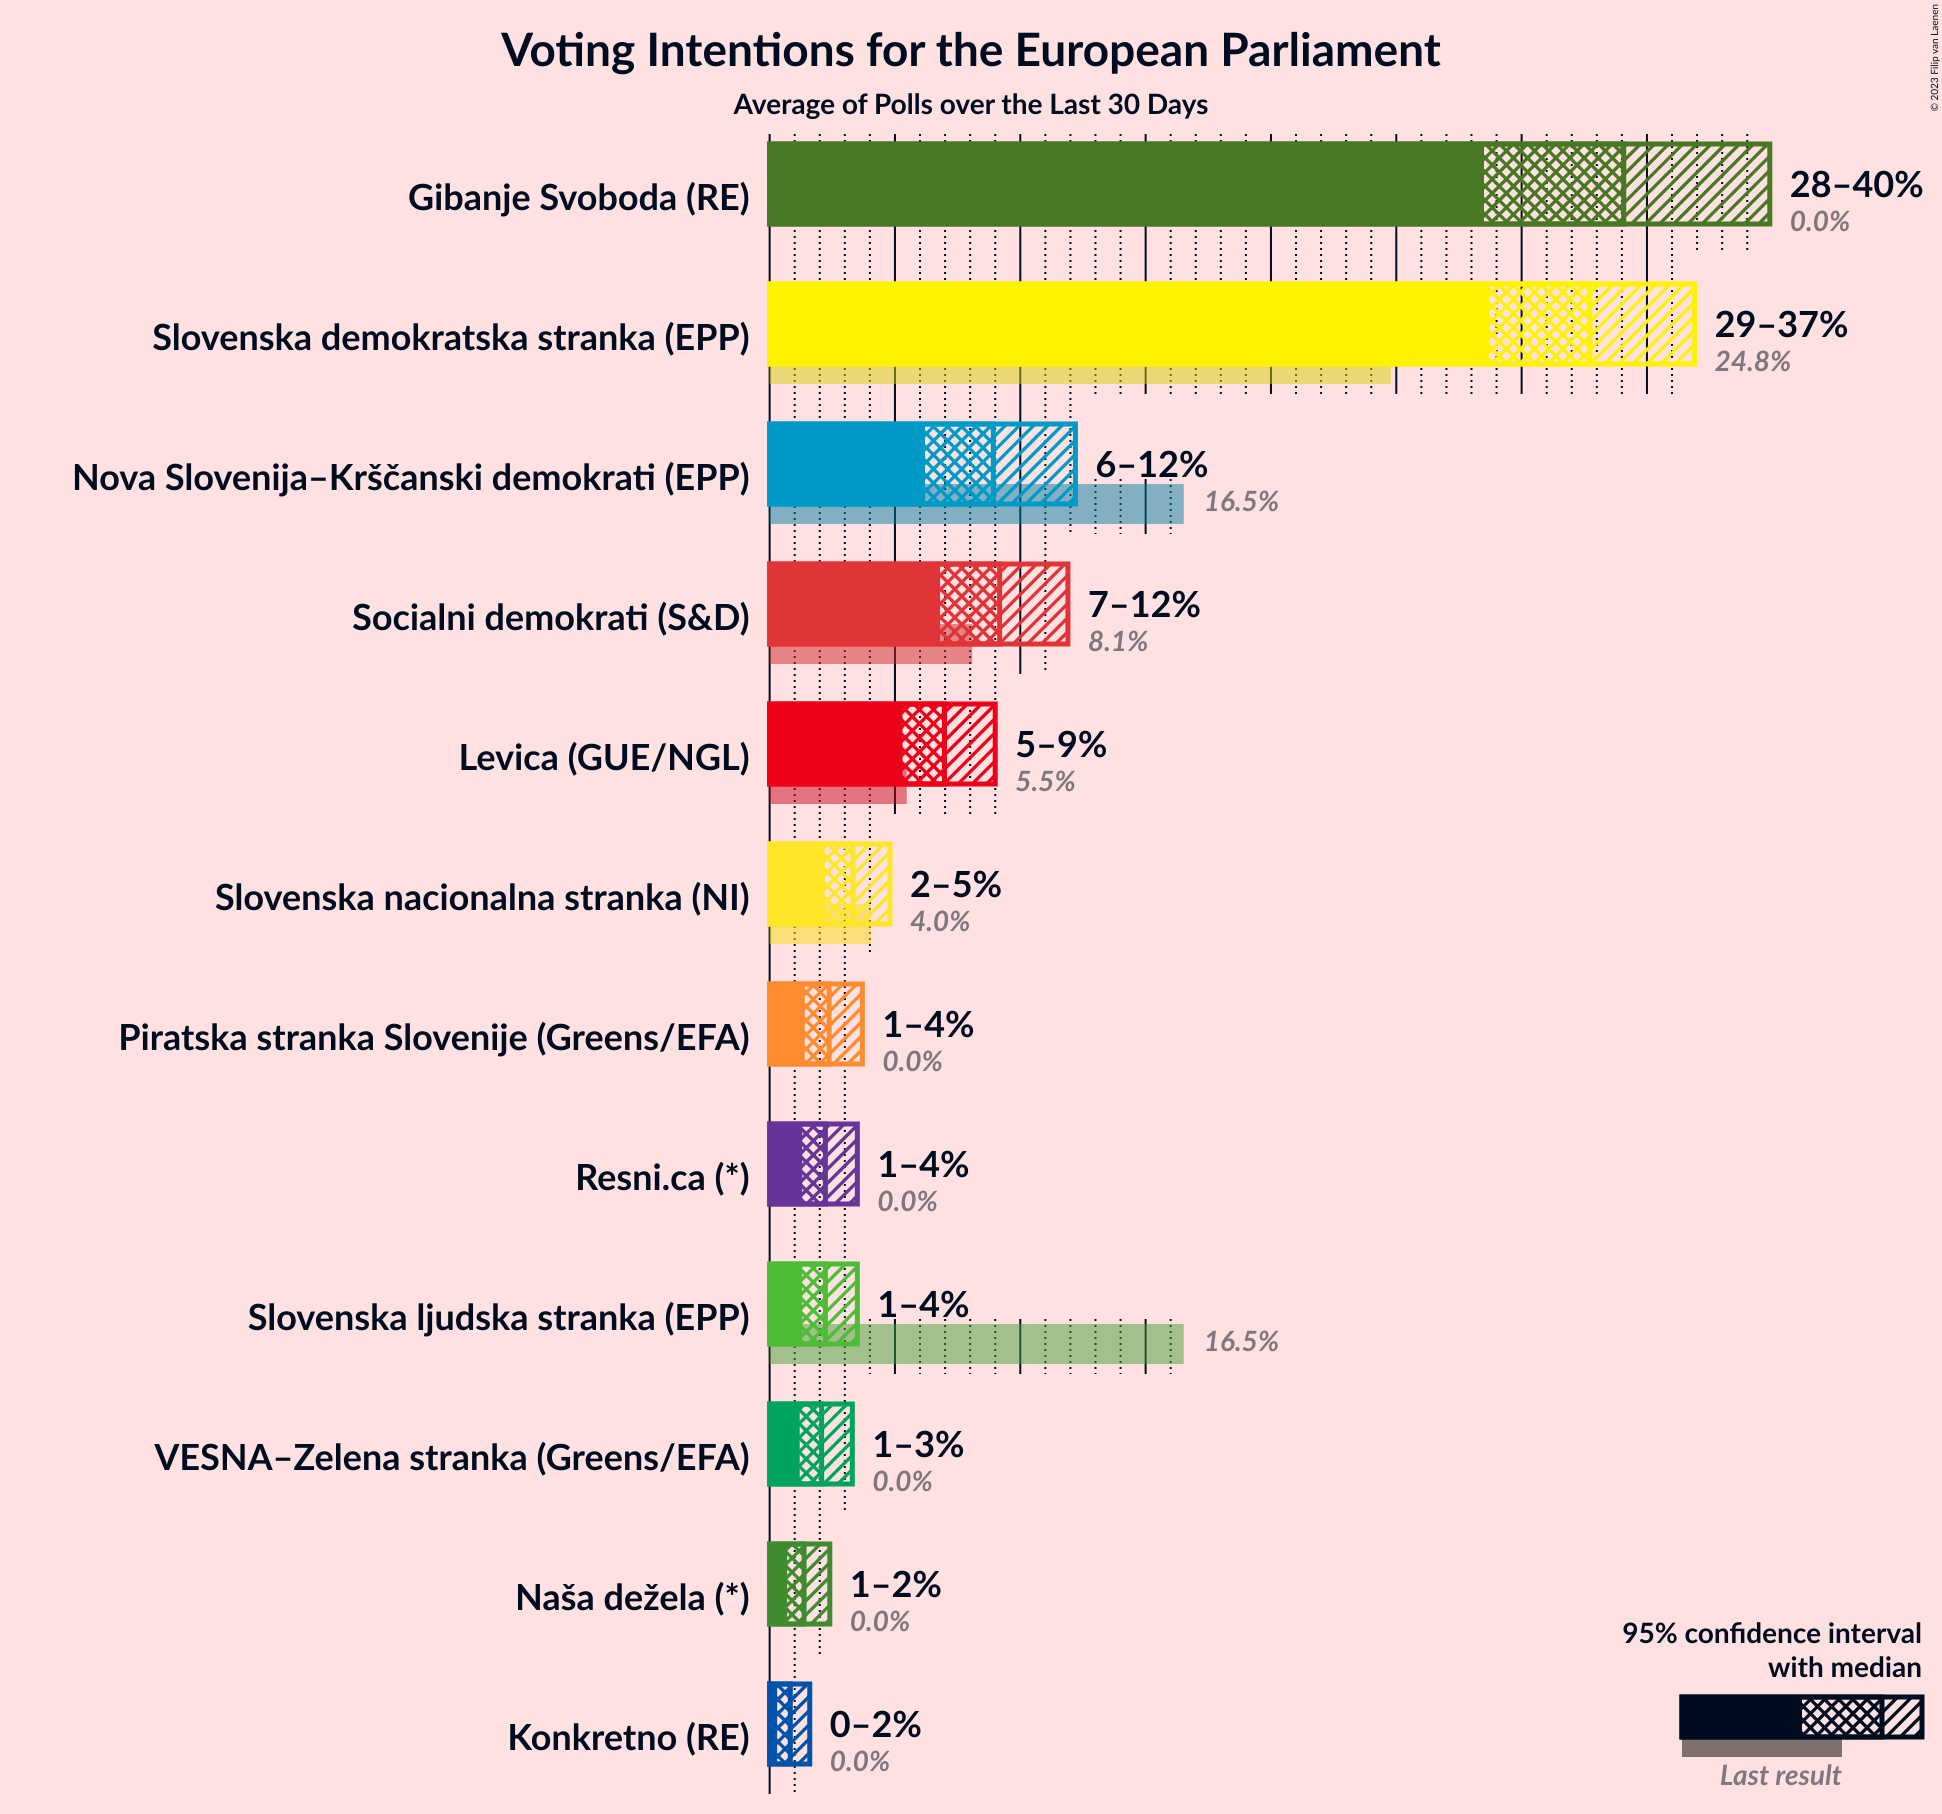 Voting Intentions for the European Parliament
Average of Polls over the Last 30 Days
© 2023 Filip van Laenen
Gibanje Svoboda (RE)
28–40%
0.0%
Slovenska demokratska stranka (EPP)
29–37%
24.8%
Nova Slovenija–Krščanski demokrati (EPP)
6–12%
16.5%
Socialni demokrati (S&D)
7–12%
8.1%
Levica (GUE/NGL)
5–9%
5.5%
Slovenska nacionalna stranka (NI)
2–5%
4.0%
Piratska stranka Slovenije (Greens/EFA)
1–4%
0.0%
Resni.ca (*)
1–4%
0.0%
Slovenska ljudska stranka (EPP)
1–4%
16.5%
VESNA–Zelena stranka (Greens/EFA)
1–3%
0.0%
Naša dežela (*)
1–2%
0.0%
Konkretno (RE)
0–2%
0.0%
95% confidence interval
with median
Last result